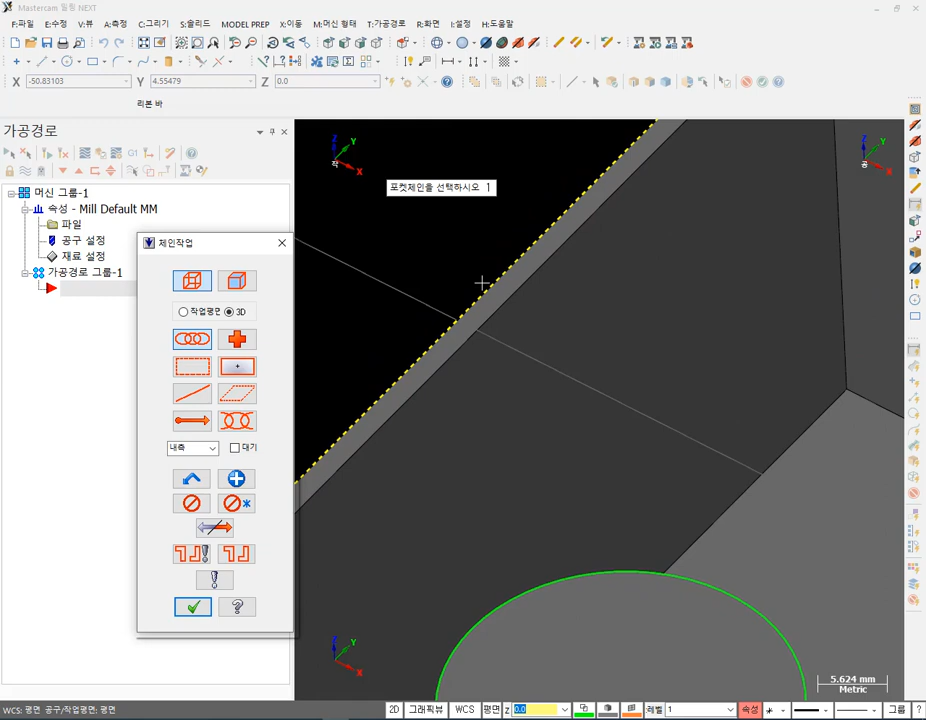 Mastercam 밀링 NEXT
F:파일 E:수정 V:뷰 A:측정 C:그리기 S:솔리드 MODEL PREP X:이동 M:머신 형태 T:가공경로 R:화면 I:설정 H:도움말
X -50.83103 Y 4.55479 Z 0.0
리본 바
가공경로
G1
머신 그룹-1
속성 - Mill Default MM
파일
공구 설정
재료 설정
가공경로 그룹-1
체인작업
작업평면 3D
내측 대기
포켓체인을 선택하시오 1
Z Y X
Z Y X
Z Y X
5.624 mm
Metric
WCS: 평면 공구/작업평면: 평면
2D 그래픽뷰 WCS 평면 z 0.0 레벨 1 속성 그룹